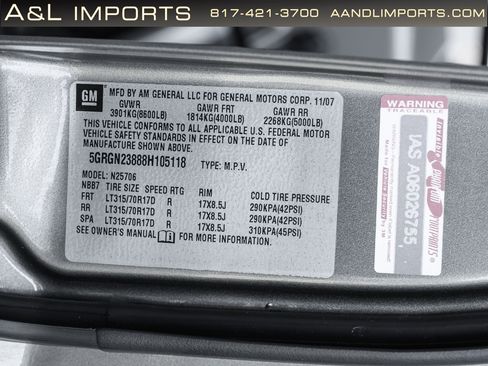 A&L IMPORTS 817-421-3700 AANDLIMPORTS.COM
GM
MFD BY AM GENERAL LLC FOR GENERAL MOTORS CORP. 11/07
GVWR GAWR FRT GAWR RR
3901KG(8600LB) 1814KG(4000LB) 2268KG(5000LB)
THIS VEHICLE CONFORMS TO ALL APPLICABLE U.S. FEDERAL MOTOR
VEHICLE SAFETY STANDARDS IN EFFECT ON THE DATE OF
MANUFACTURE SHOWN ABOVE.
5GRGN23888H105118 TYPE: M.P.V.
MODEL: N25706
NBB7 TIRE SIZE SPEED RTG RIM COLD TIRE PRESSURE
FRT LT315/70R17D R 17X8.5J 290KPA(42PSI)
RR LT315/70R17D R 17X8.5J 290KPA(42PSI)
SPA LT315/70R17D R 17X8.5J 310KPA(45PSI)
SEE OWNER'S MANUAL FOR MORE INFORMATION.
VAS A06026755